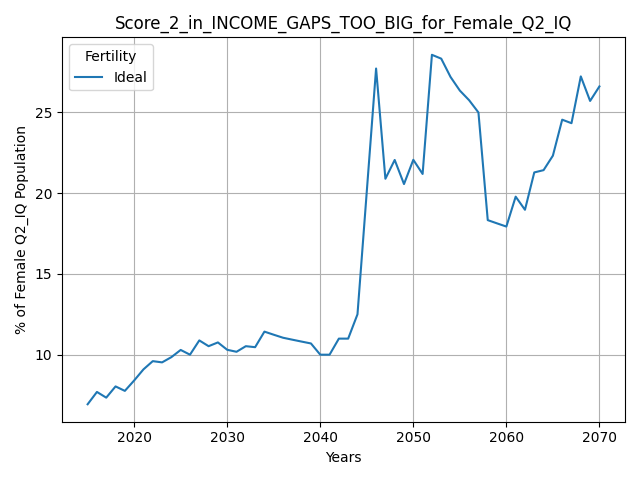 Score_2_in_INCOME_GAPS_TOO_BIG_for_Female_Q2_IQ
Fertility
Ideal
% of Female Q2_IQ Population
25
20
15
10
2020 2030 2040 2050 2060 2070
Years